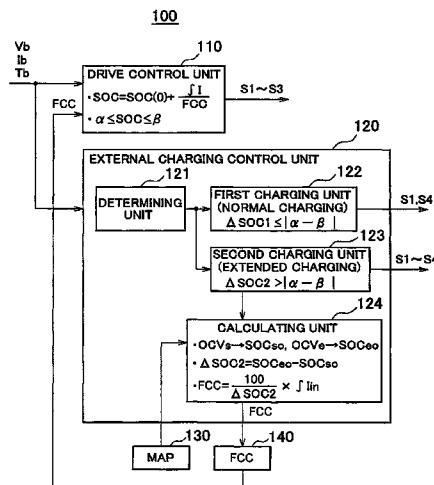 100
Vb
Ib
Tb
FCC
110
DRIVE CONTROL UNIT
・SOC=SOC(0)+ ∫I/FCC
・α≤SOC≤β
S1~S3
120
EXTERNAL CHARGING CONTROL UNIT
121
DETERMINING UNIT
122
FIRST CHARGING UNIT
(NORMAL CHARGING)
ΔSOC1≤|α−β|
S1,S4
123
SECOND CHARGING UNIT
(EXTENDED CHARGING)
ΔSOC2>|α−β|
S1~S4
124
CALCULATING UNIT
・OCVs→SOCso, OCVe→SOCeo
・ΔSOC2=SOCeo−SOCso
・FCC= 100/ΔSOC2 × ∫Iin
FCC
130
MAP
140
FCC